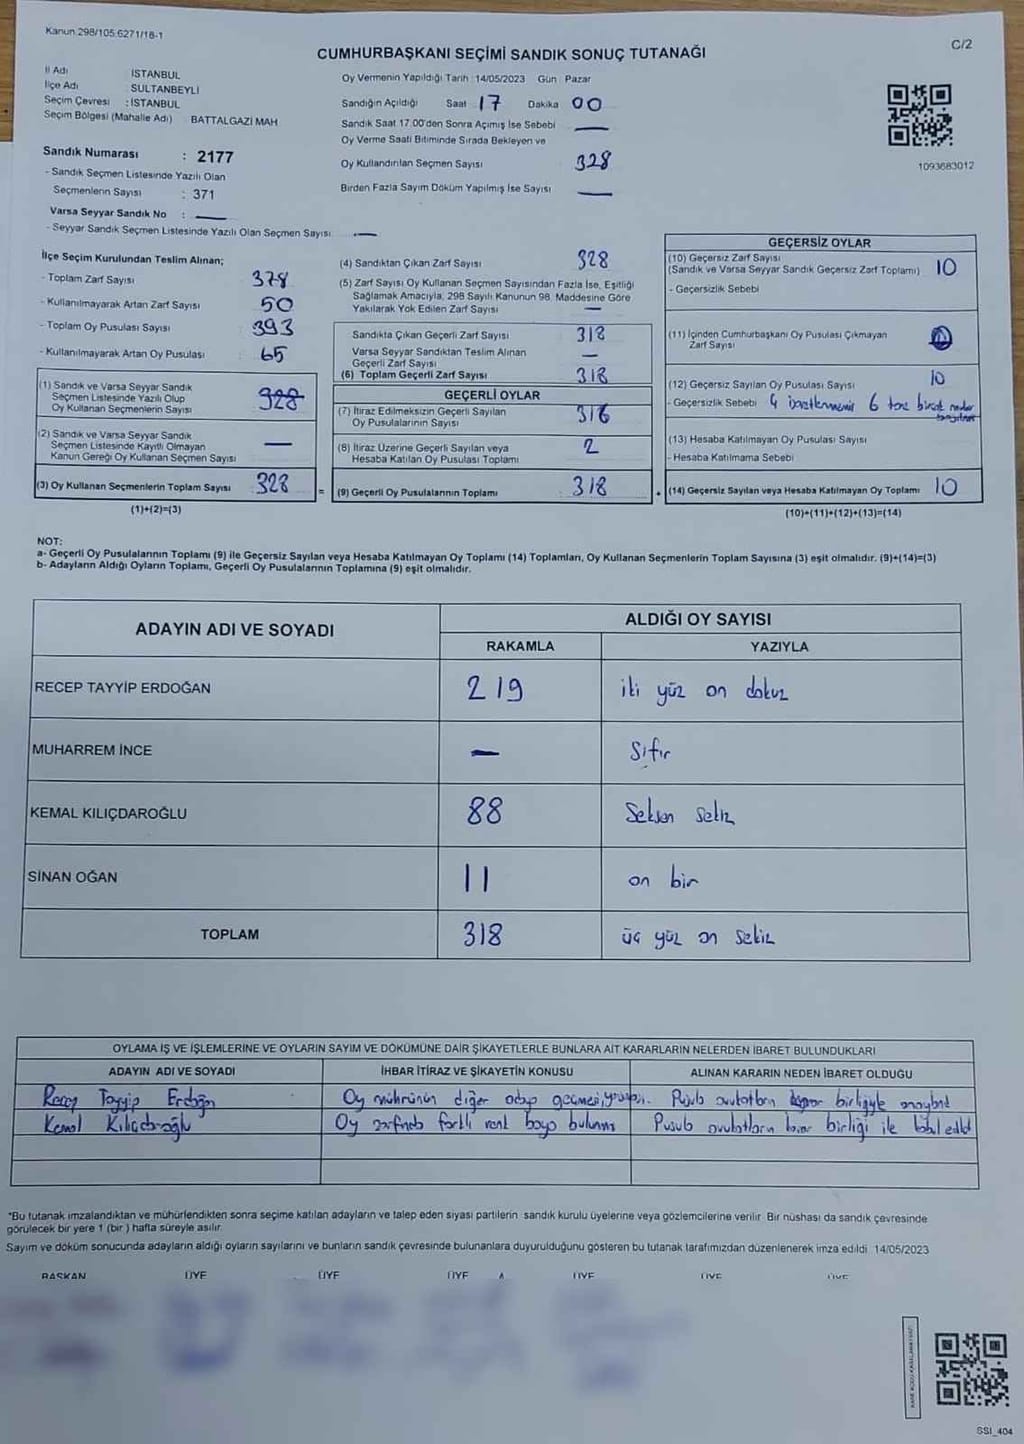 Kanun.298/105.6271/18-1
C/2
CUMHURBAŞKANI SEÇİMİ SANDIK SONUÇ TUTANAĞI
İl Adı İSTANBUL
İlçe Adı SULTANBEYLİ
Seçim Çevresi : İSTANBUL
Seçim Bölgesi (Mahalle Adı) BATTALGAZİ MAH
Sandık Numarası : 2177
- Sandık Seçmen Listesinde Yazılı Olan
Seçmenlerin Sayısı : 371
Varsa Seyyar Sandık No : —
- Seyyar Sandık Seçmen Listesinde Yazılı Olan Seçmen Sayısı —
Oy Vermenin Yapıldığı Tarih 14/05/2023 Gün Pazar
Sandığın Açıldığı Saat 17 Dakika 00
Sandık Saat 17.00'den Sonra Açımış İse Sebebi —
Oy Verme Saati Bitiminde Sırada Bekleyen ve
Oy Kullandırılan Seçmen Sayısı 328
Birden Fazla Sayım Döküm Yapılmış İse Sayısı —
1093683012
İlçe Seçim Kurulundan Teslim Alınan;
- Toplam Zarf Sayısı 378
- Kullanılmayarak Artan Zarf Sayısı 50
- Toplam Oy Pusulası Sayısı 393
- Kullanılmayarak Artan Oy Pusulası 65
(1) Sandık ve Varsa Seyyar Sandık
Seçmen Listesinde Yazılı Olup
Oy Kullanan Seçmenlerin Sayısı 328
(2) Sandık ve Varsa Seyyar Sandık
Seçmen Listesinde Kayıtlı Olmayan
Kanun Gereği Oy Kullanan Seçmen Sayısı —
(3) Oy Kullanan Seçmenlerin Toplam Sayısı 328 =
(1)+(2)=(3)
(4) Sandıktan Çıkan Zarf Sayısı 328
(5) Zarf Sayısı Oy Kullanan Seçmen Sayısından Fazla İse, Eşitliği
Sağlamak Amacıyla, 298 Sayılı Kanunun 98. Maddesine Göre
Yakılarak Yok Edilen Zarf Sayısı —
Sandıkta Çıkan Geçerli Zarf Sayısı 318
Varsa Seyyar Sandıktan Teslim Alınan
Geçerli Zarf Sayısı —
(6) Toplam Geçerli Zarf Sayısı 318
GEÇERLİ OYLAR
(7) İtiraz Edilmeksizin Geçerli Sayılan
Oy Pusulalarının Sayısı 316
(8) İtiraz Üzerine Geçerli Sayılan veya
Hesaba Katılan Oy Pusulası Toplamı 2
(9) Geçerli Oy Pusulalarının Toplamı 318 +
GEÇERSİZ OYLAR
(10) Geçersiz Zarf Sayısı
(Sandık ve Varsa Seyyar Sandık Geçersiz Zarf Toplamı) 10
- Geçersizlik Sebebi
(11) İçinden Cumhurbaşkanı Oy Pusulası Çıkmayan
Zarf Sayısı
(12) Geçersiz Sayılan Oy Pusulası Sayısı 10
- Geçersizlik Sebebi 4 6 tane
(13) Hesaba Katılmayan Oy Pusulası Sayısı
- Hesaba Katılmama Sebebi
(14) Geçersiz Sayılan veya Hesaba Katılmayan Oy Toplamı 10
(10)+(11)+(12)+(13)=(14)
NOT:
a- Geçerli Oy Pusulalarının Toplamı (9) ile Geçersiz Sayılan veya Hesaba Katılmayan Oy Toplamı (14) Toplamları, Oy Kullanan Seçmenlerin Toplam Sayısına (3) eşit olmalıdır. (9)+(14)=(3)
b- Adayların Aldığı Oyların Toplamı, Geçerli Oy Pusulalarının Toplamına (9) eşit olmalıdır.
ADAYIN ADI VE SOYADI
ALDIĞI OY SAYISI
RAKAMLA YAZIYLA
RECEP TAYYİP ERDOĞAN 219 iki yüz on dokuz
MUHARREM İNCE — Sıfır
KEMAL KILIÇDAROĞLU 88 Seksen sekiz
SİNAN OĞAN 11 on bir
TOPLAM 318 üç yüz on sekiz
OYLAMA İŞ VE İŞLEMLERİNE VE OYLARIN SAYIM VE DÖKÜMÜNE DAİR ŞİKAYETLERLE BUNLARA AİT KARARLARIN NELERDEN İBARET BULUNDUKLARI
ADAYIN ADI VE SOYADI İHBAR İTİRAZ VE ŞİKAYETİN KONUSU ALINAN KARARIN NEDEN İBARET OLDUĞU
Recep Tayyip Erdoğan Oy mührünün diğer birliğiyle
Kemal Kılıçdaroğlu Oy zarfında farklı renk boya bulunma birliği ile kabul edildi
*Bu tutanak imzalandıktan ve mühürlendikten sonra seçime katılan adayların ve talep eden siyasi partilerin sandık kurulu üyelerine veya gözlemcilerine verilir. Bir nüshası da sandık çevresinde
görülecek bir yere 1 (bir) hafta süreyle asılır.
Sayım ve döküm sonucunda adayların aldığı oyların sayılarını ve bunların sandık çevresinde bulunanlara duyurulduğunu gösteren bu tutanak tarafımızdan düzenlenerek imza edildi 14/05/2023
BAŞKAN ÜYE ÜYE ÜYE ÜYE ÜYE ÜYE
SSI_404